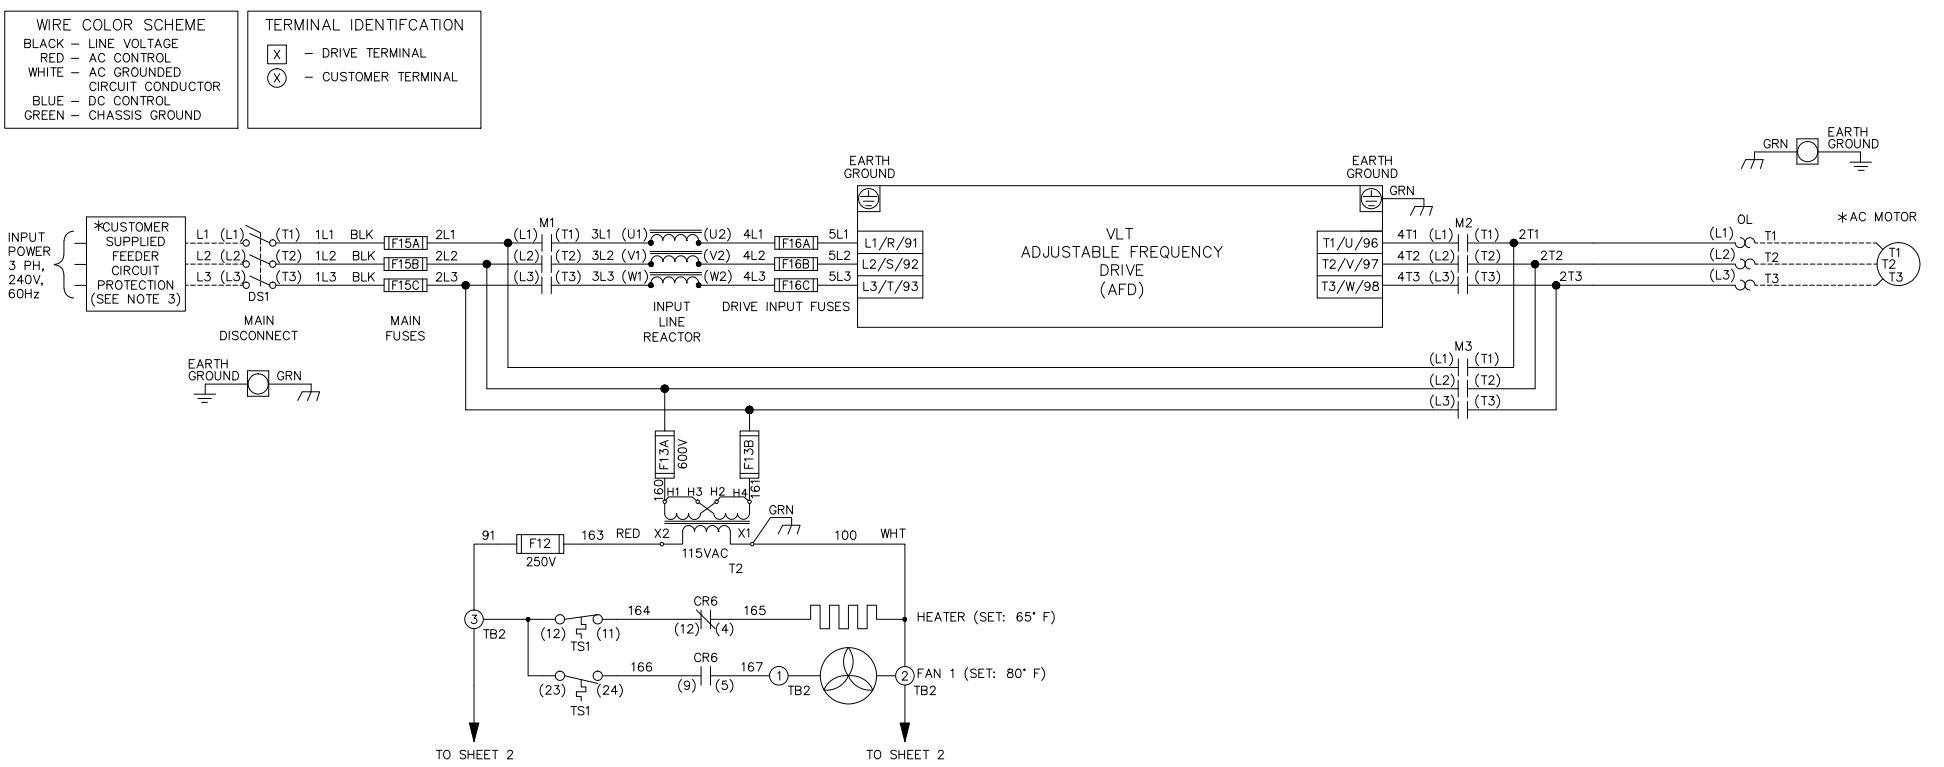 WIRE COLOR SCHEME
BLACK – LINE VOLTAGE
RED – AC CONTROL
WHITE – AC GROUNDED
CIRCUIT CONDUCTOR
BLUE – DC CONTROL
GREEN – CHASSIS GROUND
TERMINAL IDENTIFCATION
X – DRIVE TERMINAL
X – CUSTOMER TERMINAL
INPUT
POWER
3 PH,
240V,
60Hz
*CUSTOMER
SUPPLIED
FEEDER
CIRCUIT
PROTECTION
(SEE NOTE 3)
L1 (L1) (T1) 1L1 BLK F15A 2L1
L2 (L2) (T2) 1L2 BLK F15B 2L2
L3 (L3) (T3) 1L3 BLK F15C 2L3
DS1
MAIN
DISCONNECT
MAIN
FUSES
EARTH
GROUND
GRN
M1
(L1) (T1) 3L1 (U1) (U2) 4L1 F16A 5L1
(L2) (T2) 3L2 (V1) (V2) 4L2 F16B 5L2
(L3) (T3) 3L3 (W1) (W2) 4L3 F16C 5L3
INPUT
LINE
REACTOR
DRIVE INPUT FUSES
EARTH
GROUND
L1/R/91
L2/S/92
L3/T/93
VLT
ADJUSTABLE FREQUENCY
DRIVE
(AFD)
EARTH
GROUND
GRN
T1/U/96
T2/V/97
T3/W/98
M2
4T1 (L1) (T1) 2T1
4T2 (L2) (T2) 2T2
4T3 (L3) (T3) 2T3
M3
(L1) (T1)
(L2) (T2)
(L3) (T3)
GRN
EARTH
GROUND
OL
(L1) T1
(L2) T2
(L3) T3
*AC MOTOR
T1
T2
T3
F13A
600V
F13B
160
161
H1 H3 H2 H4
GRN
91 F12 163 RED X2 X1 100 WHT
250V
115VAC
T2
3
TB2
(12) (11) 164 CR6 165
TS1
(12) (4)
HEATER (SET: 65° F)
(23) (24) 166 CR6 167
TS1
(9) (5)
1
TB2
2
TB2
FAN 1 (SET: 80° F)
TO SHEET 2
TO SHEET 2